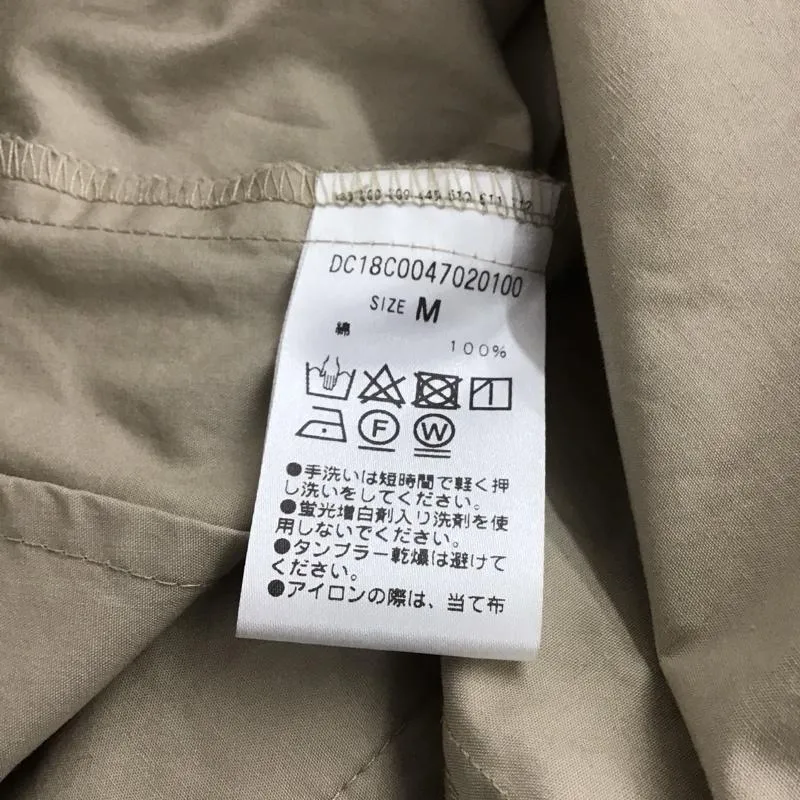 DC18C0047020100
SIZE M
綿
100%
F W
●手洗いは短時間で軽く押
し洗いをしてください。
●蛍光増白剤入り洗剤を使
用しないでください。
●タンブラー乾燥は避けて
ください。
●アイロンの際は、当て布